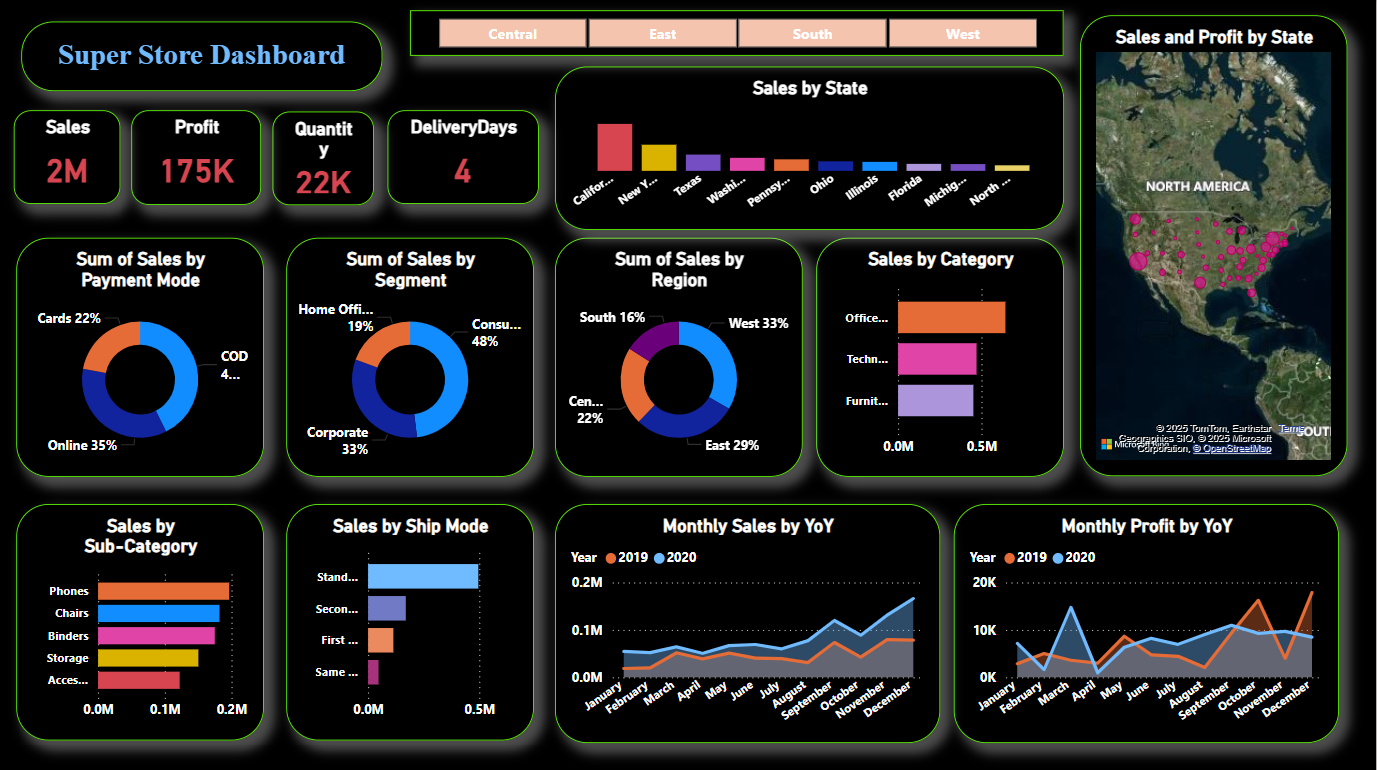 Super Store Dashboard
Central
East
South
West
Sales
2M
Profit
175K
Quantit
y
22K
DeliveryDays
4
Sales by State
Califor...
New Y...
Texas
Washi...
Pennsy...
Ohio
Illinois
Florida
Michig...
North ...
Sales and Profit by State
NORTH AMERICA
© 2025 TomTom, Earthstar
Terms
Geographics SIO, © 2025 Microsoft
Corporation, © OpenStreetMap
Sum of Sales by
Payment Mode
Cards 22%
COD
4...
Online 35%
Sum of Sales by
Segment
Home Offi...
19%
Consu...
48%
Corporate
33%
Sum of Sales by
Region
South 16%
West 33%
Cen...
22%
East 29%
Sales by Category
Office...
Techn...
Furnit...
0.0M
0.5M
Sales by
Sub-Category
Phones
Chairs
Binders
Storage
Acces...
0.0M
0.1M
0.2M
Sales by Ship Mode
Stand...
Secon...
First ...
Same ...
0.0M
0.5M
Monthly Sales by YoY
Year 2019 2020
0.2M
0.1M
0.0M
January
February
March
April
May
June
July
August
September
October
November
December
Monthly Profit by YoY
Year 2019 2020
20K
10K
0K
January
February
March
April
May
June
July
August
September
October
November
December